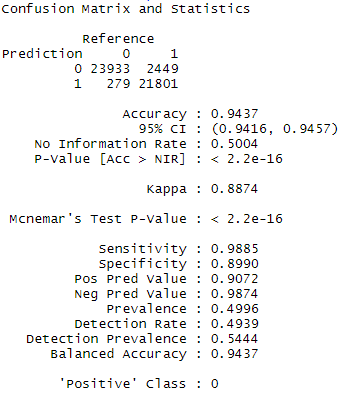 Confusion Matrix and Statistics
Reference
Prediction 0 1
0 23933 2449
1 279 21801
Accuracy : 0.9437
95% CI : (0.9416, 0.9457)
No Information Rate : 0.5004
P-Value [Acc > NIR] : < 2.2e-16
Kappa : 0.8874
Mcnemar's Test P-Value : < 2.2e-16
Sensitivity : 0.9885
Specificity : 0.8990
Pos Pred Value : 0.9072
Neg Pred Value : 0.9874
Prevalence : 0.4996
Detection Rate : 0.4939
Detection Prevalence : 0.5444
Balanced Accuracy : 0.9437
'Positive' Class : 0